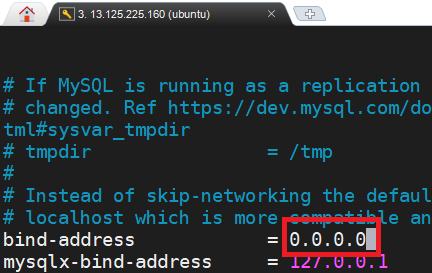 3. 13.125.225.160 (ubuntu)
# If MySQL is running as a replication
# changed. Ref https://dev.mysql.com/do
tml#sysvar_tmpdir
# tmpdir = /tmp
#
# Instead of skip-networking the defaul
# localhost which is more compatible an
bind-address = 0.0.0.0
mysqlx-bind-address = 127.0.0.1